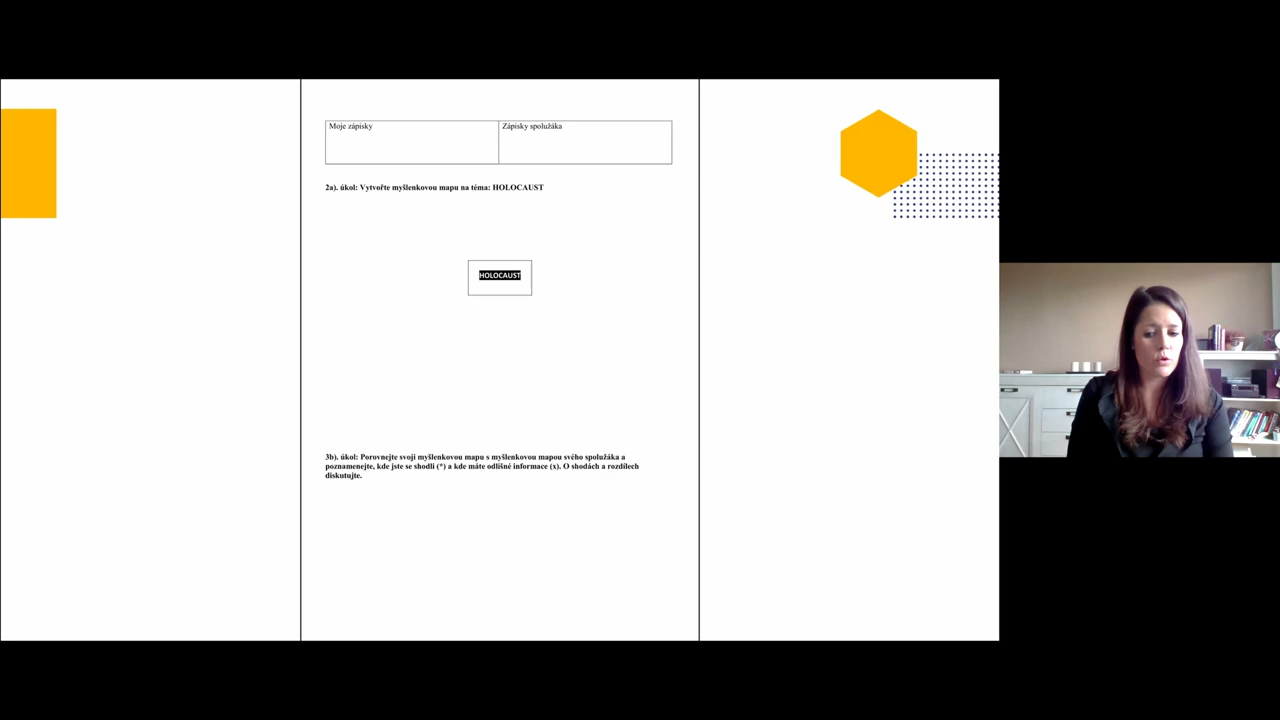 Moje zápisky
Zápisky spolužáka
2a). úkol: Vytvořte myšlenkovou mapu na téma: HOLOCAUST
HOLOCAUST
3b). úkol: Porovnejte svoji myšlenkovou mapu s myšlenkovou mapou svého spolužáka a
poznamenejte, kde jste se shodli (*) a kde máte odlišné informace (x). O shodách a rozdílech
diskutujte.